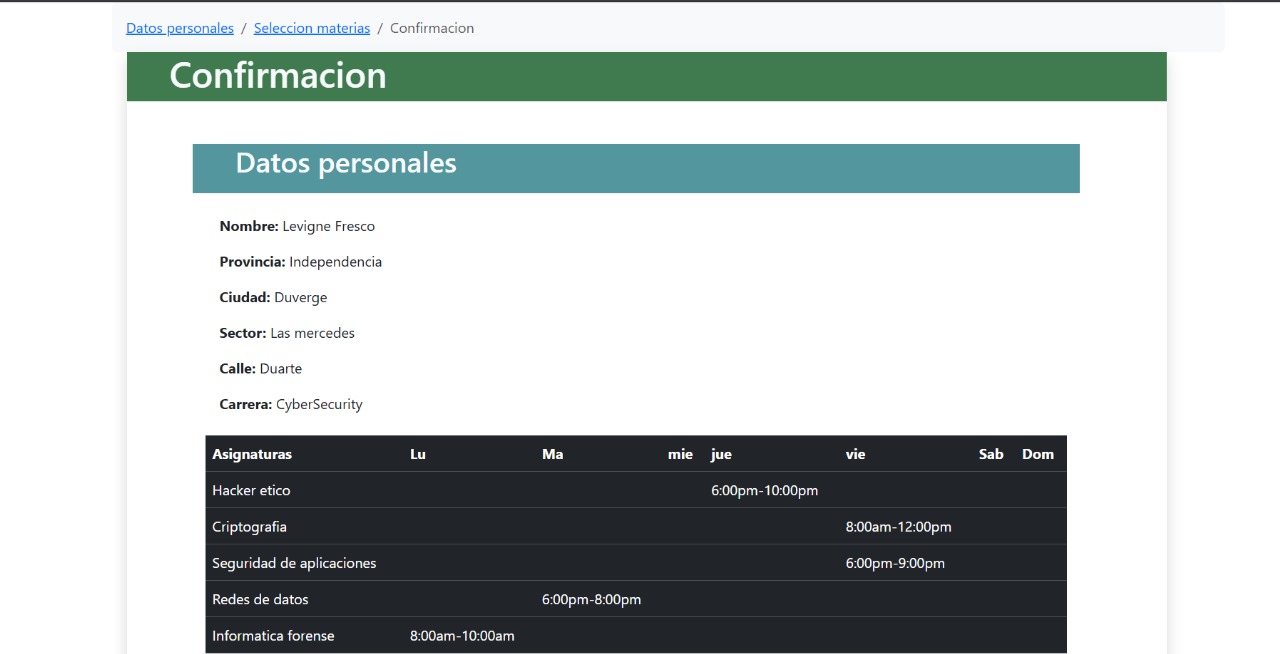 Datos personales / Seleccion materias / Confirmacion
Confirmacion
Datos personales
Nombre: Levigne Fresco
Provincia: Independencia
Ciudad: Duverge
Sector: Las mercedes
Calle: Duarte
Carrera: CyberSecurity
Asignaturas Lu Ma mie jue vie Sab Dom
Hacker etico 6:00pm-10:00pm
Criptografia 8:00am-12:00pm
Seguridad de aplicaciones 6:00pm-9:00pm
Redes de datos 6:00pm-8:00pm
Informatica forense 8:00am-10:00am